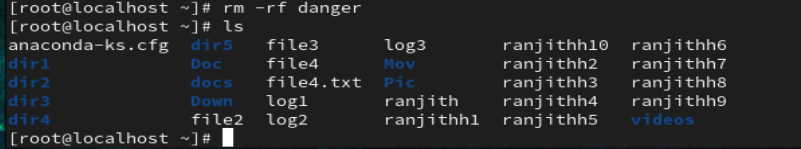 [root@localhost ~]# rm -rf danger
[root@localhost ~]# ls
anaconda-ks.cfg  dir5  file3      log3       ranjithh10  ranjithh6
dir1             Doc   file4      Mov        ranjithh2   ranjithh7
dir2             docs  file4.txt  Pic        ranjithh3   ranjithh8
dir3             Down  log1       ranjith    ranjithh4   ranjithh9
dir4             file2 log2       ranjithh1  ranjithh5   videos
[root@localhost ~]#